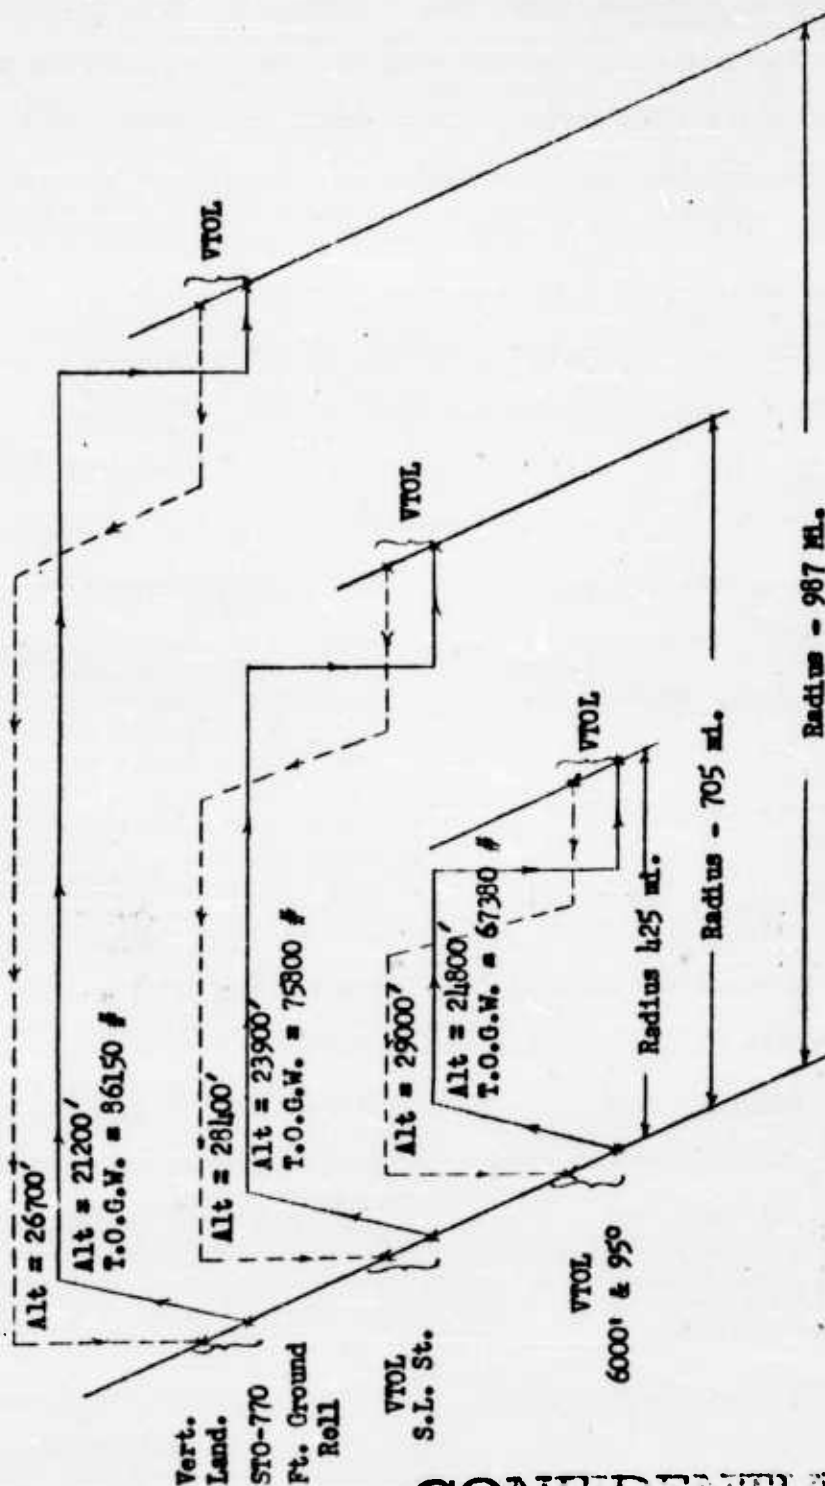 Alt = 26700'
Alt = 21200'
T.O.G.W. = 86150 #
VTOL
Vert.
Land.
STO-770
Ft. Ground
Roll
Alt = 28400'
Alt = 23900'
T.O.G.W. = 75800 #
VTOL
VTOL
S.L. St.
Alt = 29000'
Alt = 24800'
T.O.G.W. = 67380 #
VTOL
VTOL
6000' & 95°
Radius 425 mi.
Radius - 705 mi.
Radius - 987 Mi.